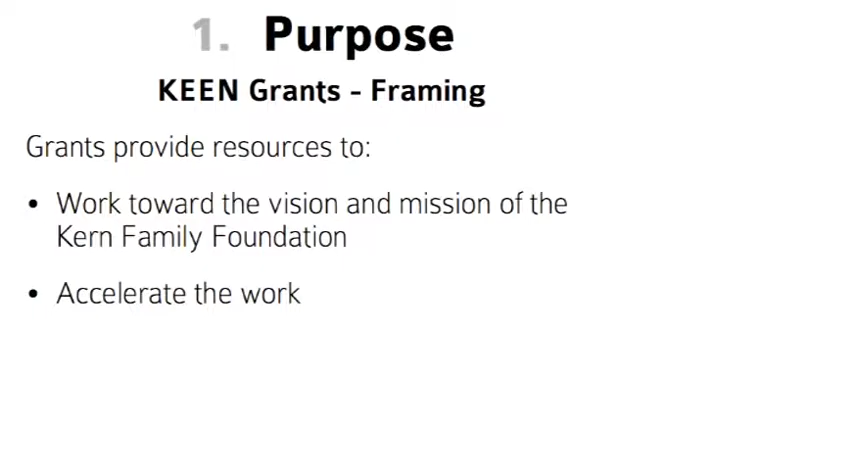 1. Purpose
KEEN Grants - Framing
Grants provide resources to:
• Work toward the vision and mission of the
Kern Family Foundation
• Accelerate the work